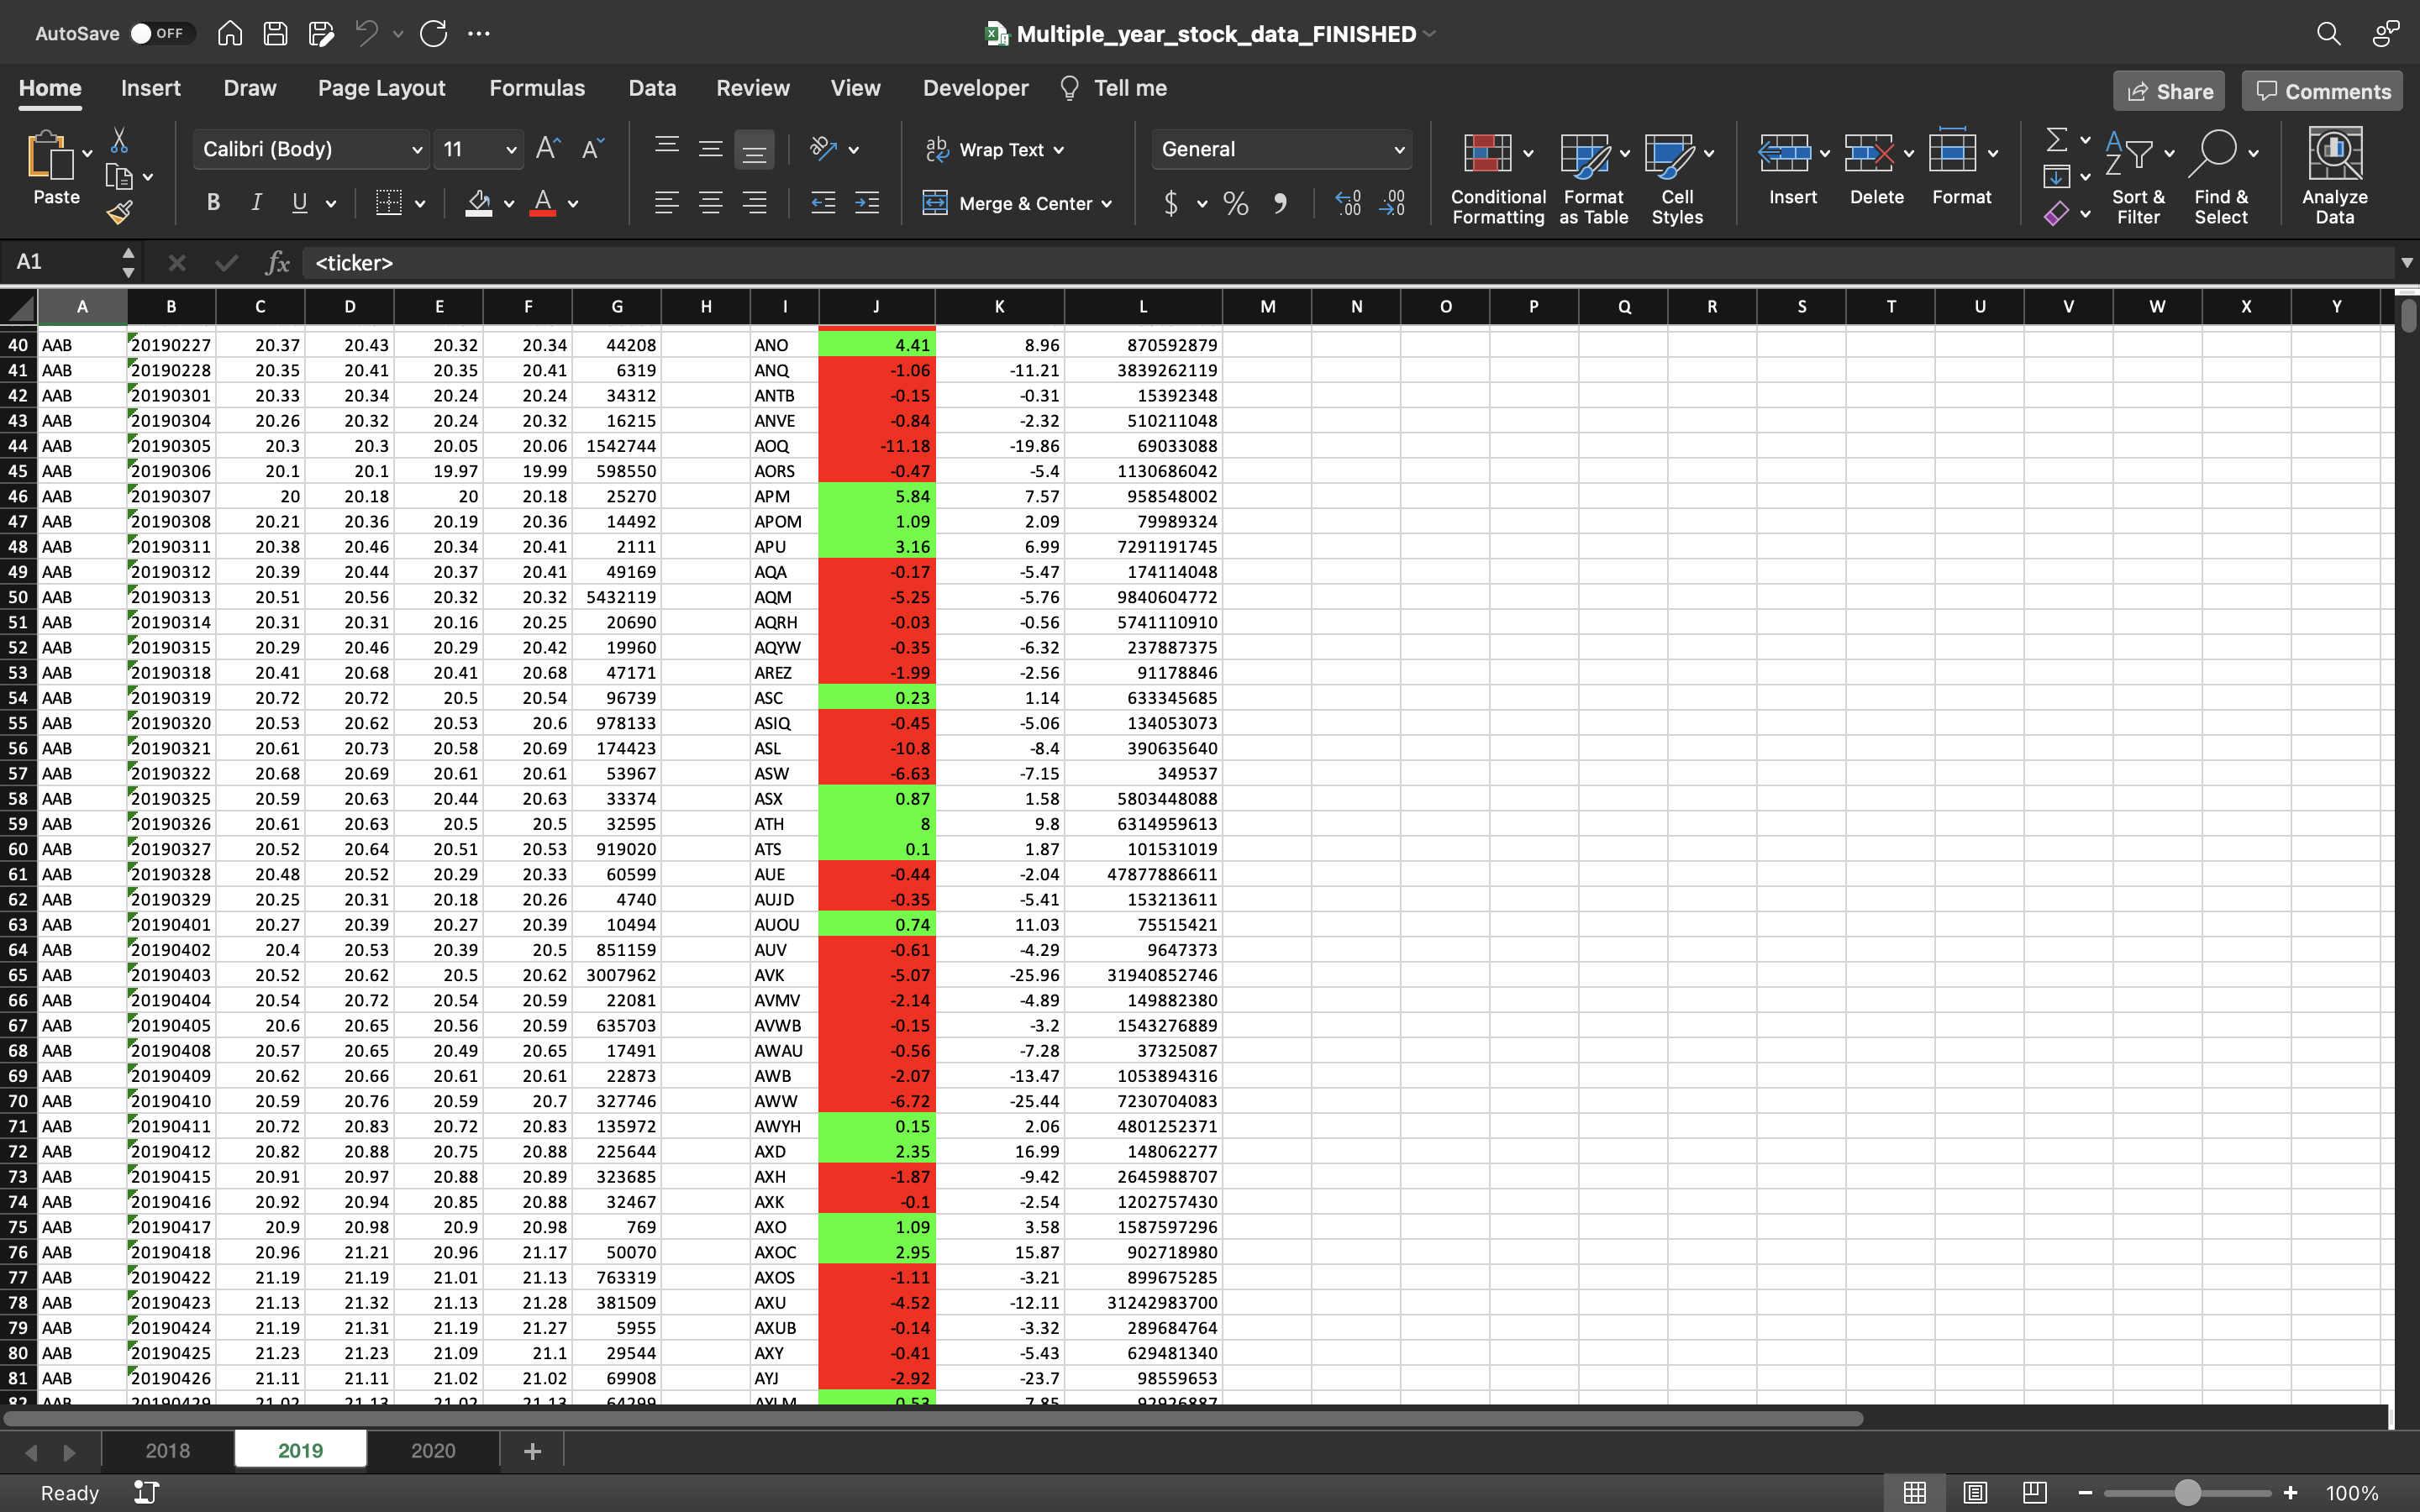 AutoSave OFF Multiple_year_stock_data_FINISHED
Home Insert Draw Page Layout Formulas Data Review View Developer Tell me Share Comments
Calibri (Body) 11 Wrap Text General
Paste B I U Merge & Center $ % Conditional Formatting Format as Table Cell Styles Insert Delete Format Sort & Filter Find & Select Analyze Data
A1 fx <ticker>
A B C D E F G H I J K L M N O P Q R S T U V W X Y
40 AAB 20190227 20.37 20.43 20.32 20.34 44208 ANO 4.41 8.96 870592879
41 AAB 20190228 20.35 20.41 20.35 20.41 6319 ANQ -1.06 -11.21 3839262119
42 AAB 20190301 20.33 20.34 20.24 20.24 34312 ANTB -0.15 -0.31 15392348
43 AAB 20190304 20.26 20.32 20.24 20.32 16215 ANVE -0.84 -2.32 510211048
44 AAB 20190305 20.3 20.3 20.05 20.06 1542744 AOQ -11.18 -19.86 69033088
45 AAB 20190306 20.1 20.1 19.97 19.99 598550 AORS -0.47 -5.4 1130686042
46 AAB 20190307 20 20.18 20 20.18 25270 APM 5.84 7.57 958548002
47 AAB 20190308 20.21 20.36 20.19 20.36 14492 APOM 1.09 2.09 79989324
48 AAB 20190311 20.38 20.46 20.34 20.41 2111 APU 3.16 6.99 7291191745
49 AAB 20190312 20.39 20.44 20.37 20.41 49169 AQA -0.17 -5.47 174114048
50 AAB 20190313 20.51 20.56 20.32 20.32 5432119 AQM -5.25 -5.76 9840604772
51 AAB 20190314 20.31 20.31 20.16 20.25 20690 AQRH -0.03 -0.56 5741110910
52 AAB 20190315 20.29 20.46 20.29 20.42 19960 AQYW -0.35 -6.32 237887375
53 AAB 20190318 20.41 20.68 20.41 20.68 47171 AREZ -1.99 -2.56 91178846
54 AAB 20190319 20.72 20.72 20.5 20.54 96739 ASC 0.23 1.14 633345685
55 AAB 20190320 20.53 20.62 20.53 20.6 978133 ASIQ -0.45 -5.06 134053073
56 AAB 20190321 20.61 20.73 20.58 20.69 174423 ASL -10.8 -8.4 390635640
57 AAB 20190322 20.68 20.69 20.61 20.61 53967 ASW -6.63 -7.15 349537
58 AAB 20190325 20.59 20.63 20.44 20.63 33374 ASX 0.87 1.58 5803448088
59 AAB 20190326 20.61 20.63 20.5 20.5 32595 ATH 8 9.8 6314959613
60 AAB 20190327 20.52 20.64 20.51 20.53 919020 ATS 0.1 1.87 101531019
61 AAB 20190328 20.48 20.52 20.29 20.33 60599 AUE -0.44 -2.04 47877886611
62 AAB 20190329 20.25 20.31 20.18 20.26 4740 AUJD -0.35 -5.41 153213611
63 AAB 20190401 20.27 20.39 20.27 20.39 10494 AUOU 0.74 11.03 75515421
64 AAB 20190402 20.4 20.53 20.39 20.5 851159 AUV -0.61 -4.29 9647373
65 AAB 20190403 20.52 20.62 20.5 20.62 3007962 AVK -5.07 -25.96 31940852746
66 AAB 20190404 20.54 20.72 20.54 20.59 22081 AVMV -2.14 -4.89 149882380
67 AAB 20190405 20.6 20.65 20.56 20.59 635703 AVWB -0.15 -3.2 1543276889
68 AAB 20190408 20.57 20.65 20.49 20.65 17491 AWAU -0.56 -7.28 37325087
69 AAB 20190409 20.62 20.66 20.61 20.61 22873 AWB -2.07 -13.47 1053894316
70 AAB 20190410 20.59 20.76 20.59 20.7 327746 AWW -6.72 -25.44 7230704083
71 AAB 20190411 20.72 20.83 20.72 20.83 135972 AWYH 0.15 2.06 4801252371
72 AAB 20190412 20.82 20.88 20.75 20.88 225644 AXD 2.35 16.99 148062277
73 AAB 20190415 20.91 20.97 20.88 20.89 323685 AXH -1.87 -9.42 2645988707
74 AAB 20190416 20.92 20.94 20.85 20.88 32467 AXK -0.1 -2.54 1202757430
75 AAB 20190417 20.9 20.98 20.9 20.98 769 AXO 1.09 3.58 1587597296
76 AAB 20190418 20.96 21.21 20.96 21.17 50070 AXOC 2.95 15.87 902718980
77 AAB 20190422 21.19 21.19 21.01 21.13 763319 AXOS -1.11 -3.21 899675285
78 AAB 20190423 21.13 21.32 21.13 21.28 381509 AXU -4.52 -12.11 31242983700
79 AAB 20190424 21.19 21.31 21.19 21.27 5955 AXUB -0.14 -3.32 289684764
80 AAB 20190425 21.23 21.23 21.09 21.1 29544 AXY -0.41 -5.43 629481340
81 AAB 20190426 21.11 21.11 21.02 21.02 69908 AYJ -2.92 -23.7 98559653
82 AAB 20190429 21.02 21.13 21.02 21.13 64299 AYLM 0.53 7.85 92926887
2018 2019 2020
Ready 100%